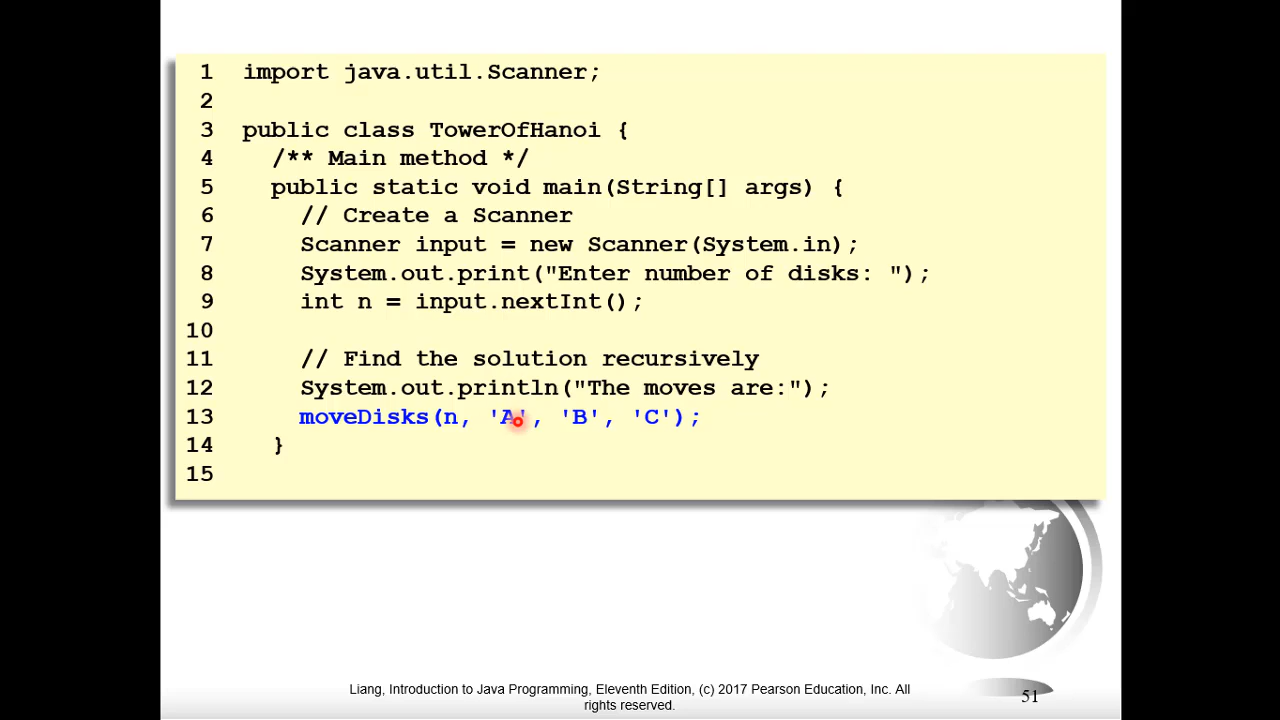 1 import java.util.Scanner;
2
3 public class TowerOfHanoi {
4 /** Main method */
5 public static void main(String[] args) {
6 // Create a Scanner
7 Scanner input = new Scanner(System.in);
8 System.out.print("Enter number of disks: ");
9 int n = input.nextInt();
10
11 // Find the solution recursively
12 System.out.println("The moves are:");
13 moveDisks(n, 'A', 'B', 'C');
14 }
15
Liang, Introduction to Java Programming, Eleventh Edition, (c) 2017 Pearson Education, Inc. All
rights reserved.
51